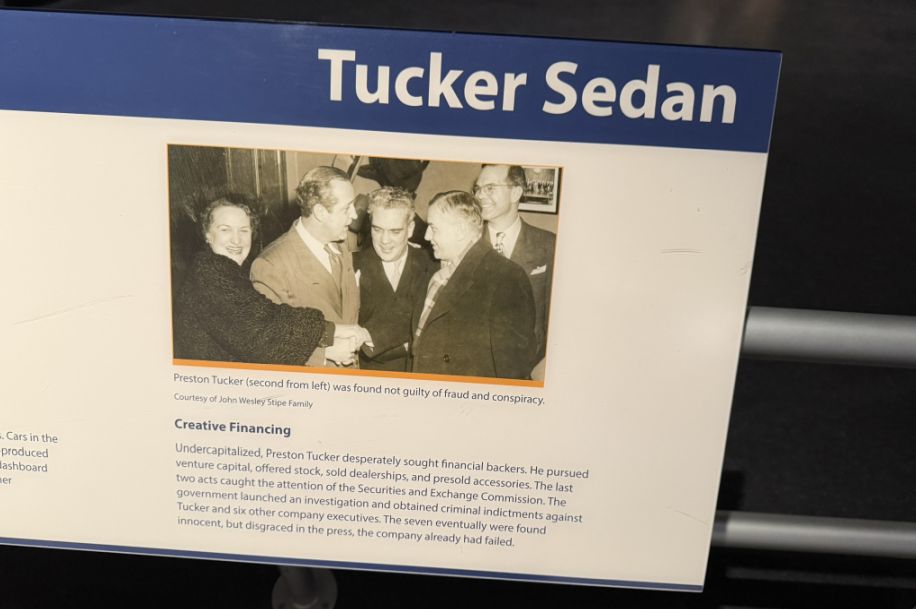 Tucker Sedan
Preston Tucker (second from left) was found not guilty of fraud and conspiracy.
Courtesy of John Wesley Stipe Family
Creative Financing
Undercapitalized, Preston Tucker desperately sought financial backers. He pursued
venture capital, offered stock, sold dealerships, and presold accessories. The last
two acts caught the attention of the Securities and Exchange Commission. The
government launched an investigation and obtained criminal indictments against
Tucker and six other company executives. The seven eventually were found
innocent, but disgraced in the press, the company already had failed.
. Cars in the
-produced